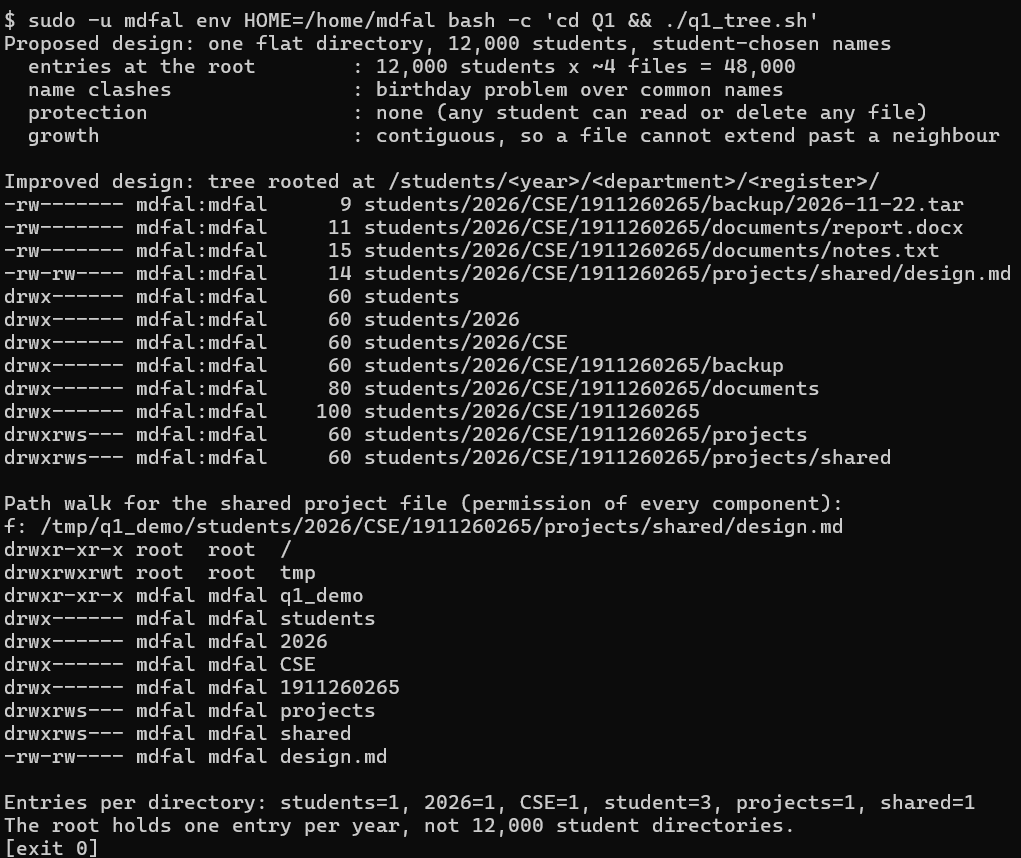 $ sudo -u mdfal env HOME=/home/mdfal bash -c 'cd Q1 && ./q1_tree.sh'
Proposed design: one flat directory, 12,000 students, student-chosen names
  entries at the root        : 12,000 students x ~4 files = 48,000
  name clashes               : birthday problem over common names
  protection                 : none (any student can read or delete any file)
  growth                     : contiguous, so a file cannot extend past a neighbour

Improved design: tree rooted at /students/<year>/<department>/<register>/
-rw------- mdfal:mdfal      9 students/2026/CSE/1911260265/backup/2026-11-22.tar
-rw------- mdfal:mdfal     11 students/2026/CSE/1911260265/documents/report.docx
-rw------- mdfal:mdfal     15 students/2026/CSE/1911260265/documents/notes.txt
-rw-rw---- mdfal:mdfal     14 students/2026/CSE/1911260265/projects/shared/design.md
drwx------ mdfal:mdfal     60 students
drwx------ mdfal:mdfal     60 students/2026
drwx------ mdfal:mdfal     60 students/2026/CSE
drwx------ mdfal:mdfal     60 students/2026/CSE/1911260265/backup
drwx------ mdfal:mdfal     80 students/2026/CSE/1911260265/documents
drwx------ mdfal:mdfal    100 students/2026/CSE/1911260265
drwxrws--- mdfal:mdfal     60 students/2026/CSE/1911260265/projects
drwxrws--- mdfal:mdfal     60 students/2026/CSE/1911260265/projects/shared

Path walk for the shared project file (permission of every component):
f: /tmp/q1_demo/students/2026/CSE/1911260265/projects/shared/design.md
drwxr-xr-x root  root  /
drwxrwxrwt root  root  tmp
drwxr-xr-x mdfal mdfal q1_demo
drwx------ mdfal mdfal students
drwx------ mdfal mdfal 2026
drwx------ mdfal mdfal CSE
drwx------ mdfal mdfal 1911260265
drwxrws--- mdfal mdfal projects
drwxrws--- mdfal mdfal shared
-rw-rw---- mdfal mdfal design.md

Entries per directory: students=1, 2026=1, CSE=1, student=3, projects=1, shared=1
The root holds one entry per year, not 12,000 student directories.
[exit 0]